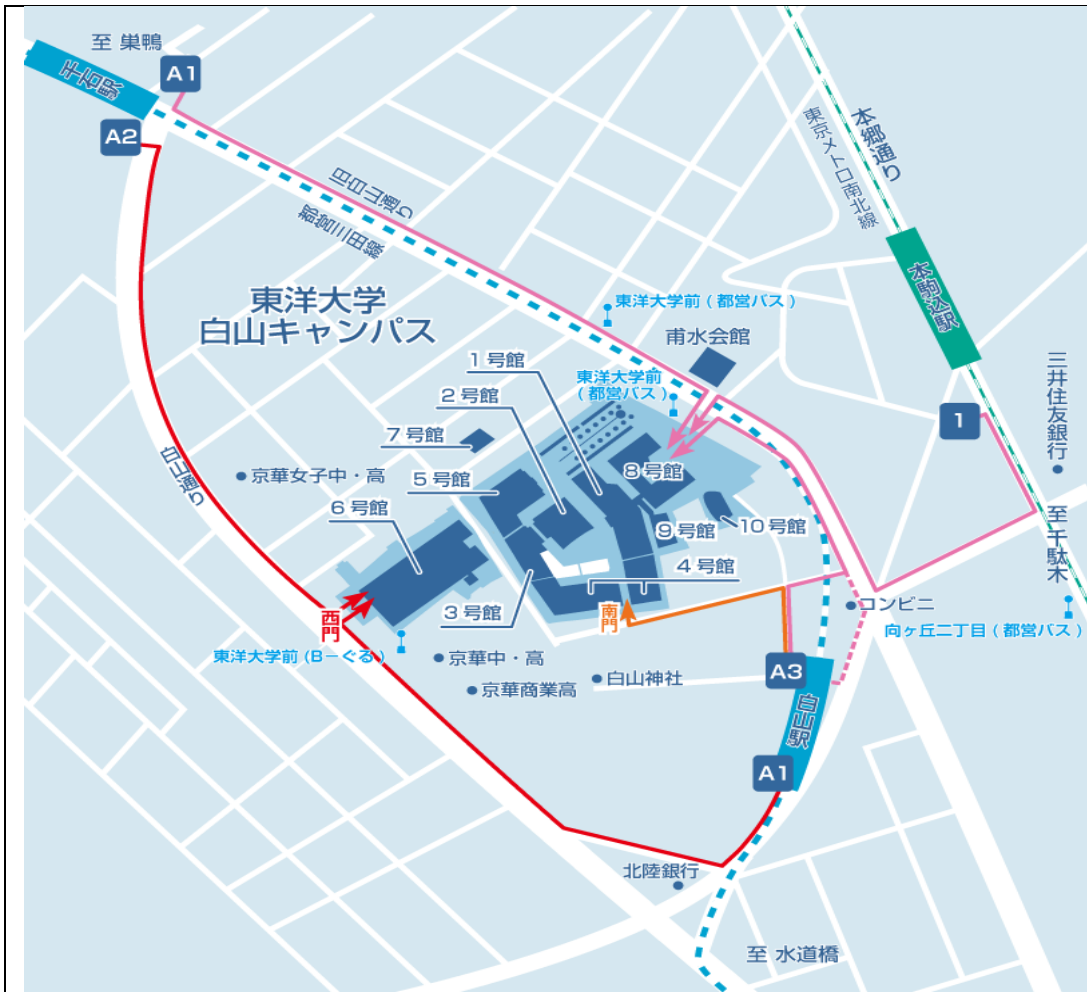 至 巣鴨
A1
千石駅
A2
本郷通り
東京メトロ南北線
旧白山通り
都営三田線
本駒込駅
東洋大学
白山キャンパス
東洋大学前 ( 都営バス )
甫水会館
1 号館
東洋大学前
( 都営バス )
2 号館
三井住友銀行
1
7 号館
白山通り
京華女子中・高
5 号館
8 号館
6 号館
9 号館
10 号館
至 千駄木
4 号館
3 号館
南門
西門
コンビニ
向ヶ丘二丁目 ( 都営バス )
東洋大学前 (B−ぐる )
京華中・高
白山神社
A3
京華商業高
白山駅
A1
北陸銀行
至 水道橋